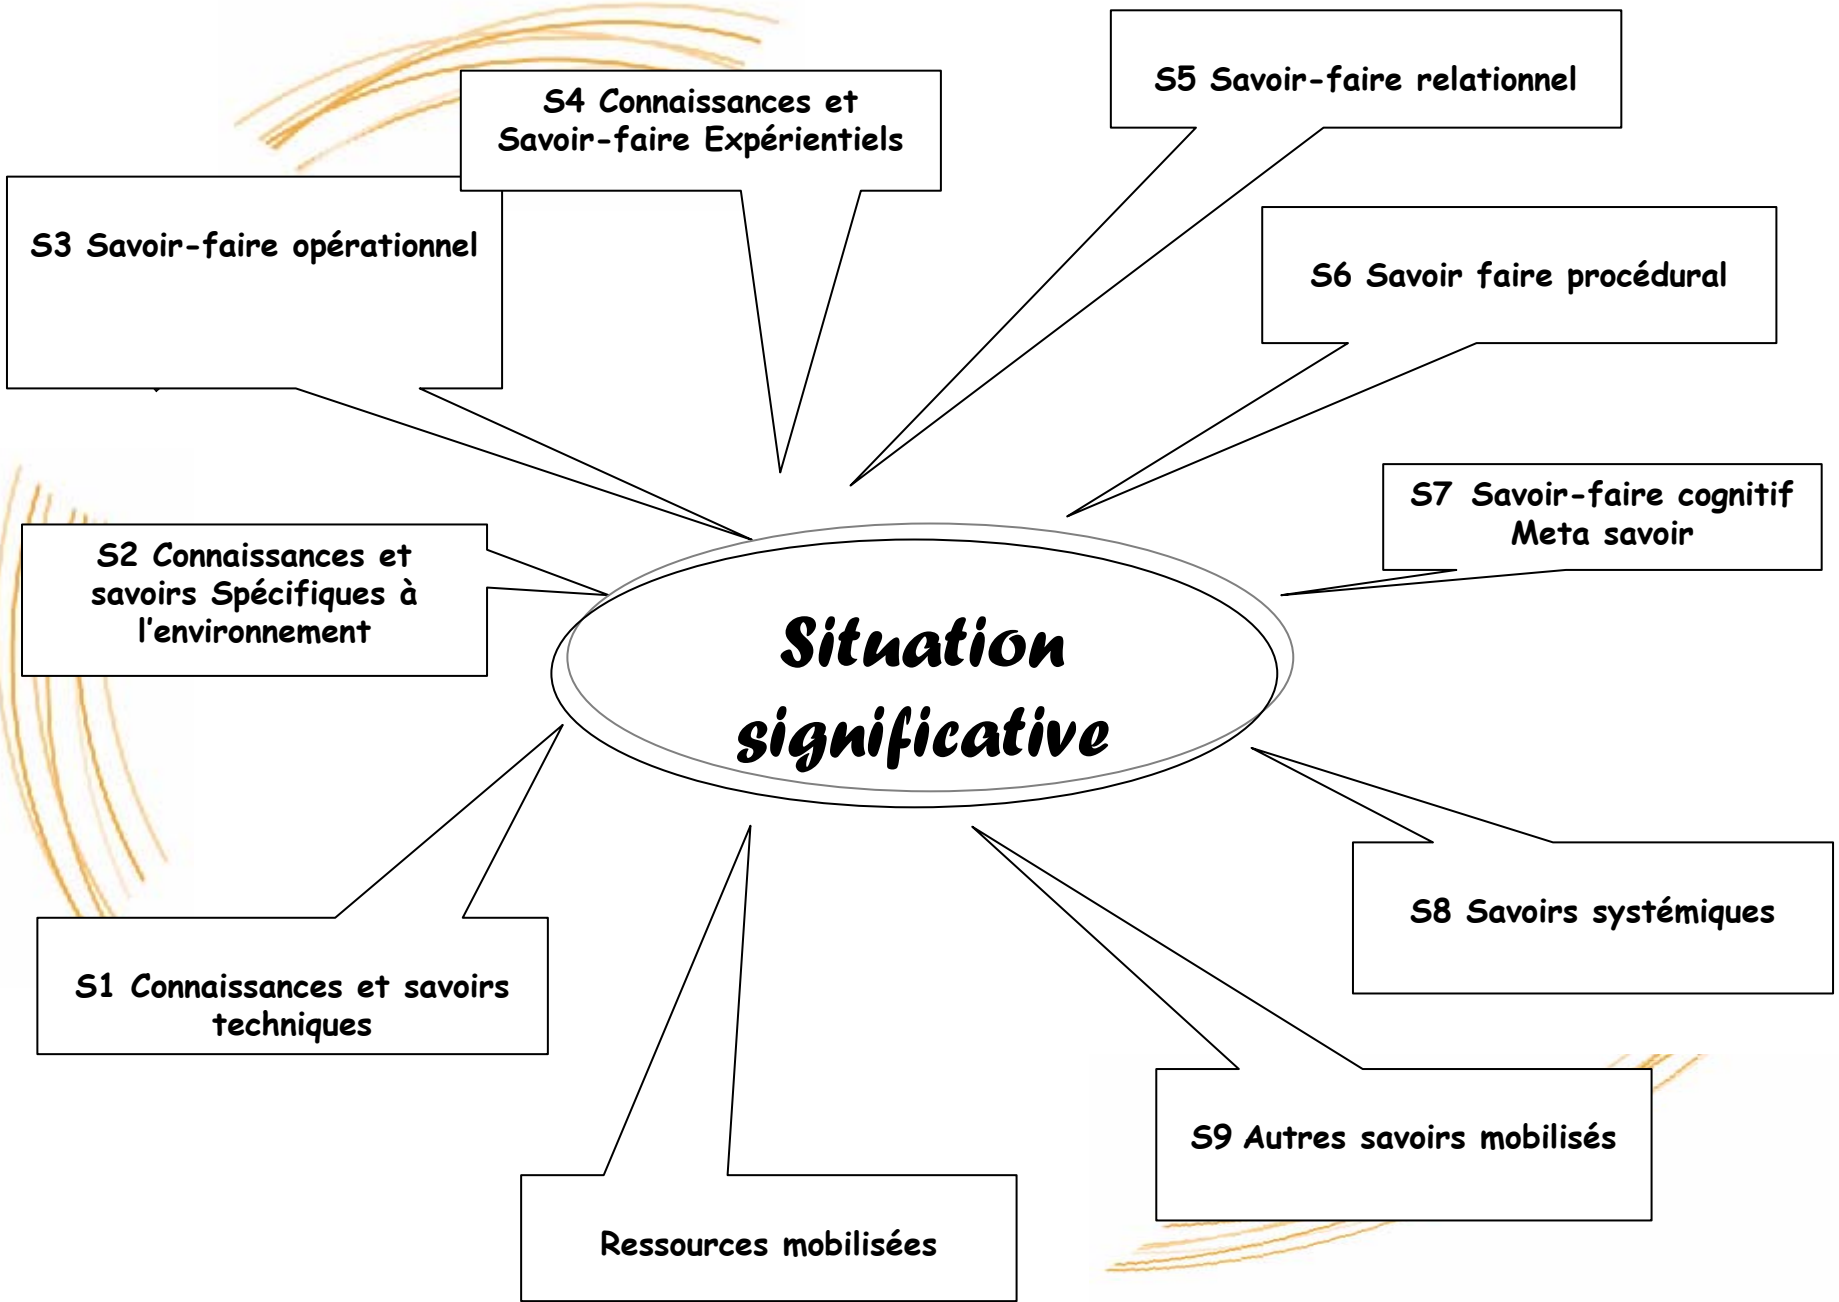 S4 Connaissances et
Savoir-faire Expérientiels
S5 Savoir-faire relationnel
S3 Savoir-faire opérationnel
S6 Savoir faire procédural
S7 Savoir-faire cognitif
Meta savoir
S2 Connaissances et
savoirs Spécifiques à
l'environnement
Situation
significative
S8 Savoirs systémiques
S1 Connaissances et savoirs
techniques
S9 Autres savoirs mobilisés
Ressources mobilisées